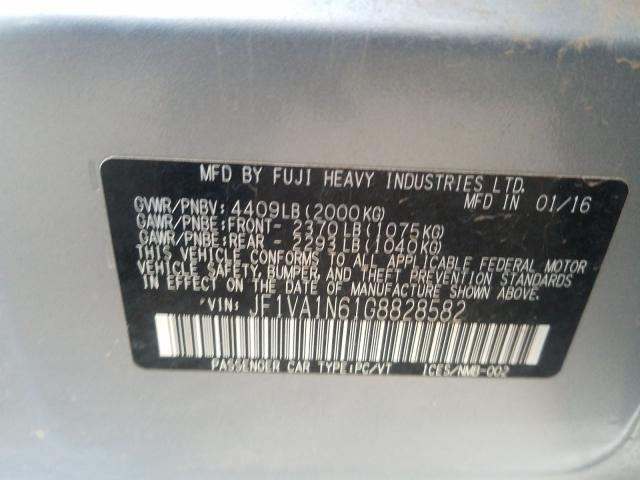 MFD BY FUJI HEAVY INDUSTRIES LTD.
MFD IN 01/16
GVWR/PNBV: 4409LB (2000KG)
GAWR/PNBE:FRONT- 2370LB (1075KG)
GAWR/PNBE:REAR - 2293LB (1040KG)
THIS VEHICLE CONFORMS TO ALL APPLICABLE FEDERAL MOTOR
VEHICLE SAFETY, BUMPER, AND THEFT PREVENTION STANDARDS
IN EFFECT ON THE DATE OF MANUFACTURE SHOWN ABOVE.
VIN: JF1VA1N61G8828582
PASSENGER CAR TYPE:PC/VT ICES/NMB-002